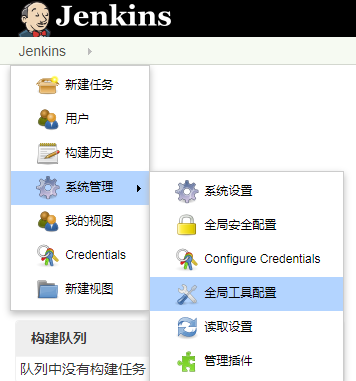 Jenkins
Jenkins
新建任务
用户
构建历史
系统管理
我的视图
Credentials
新建视图
系统设置
全局安全配置
Configure Credentials
全局工具配置
读取设置
管理插件
构建队列
队列中没有构建任务